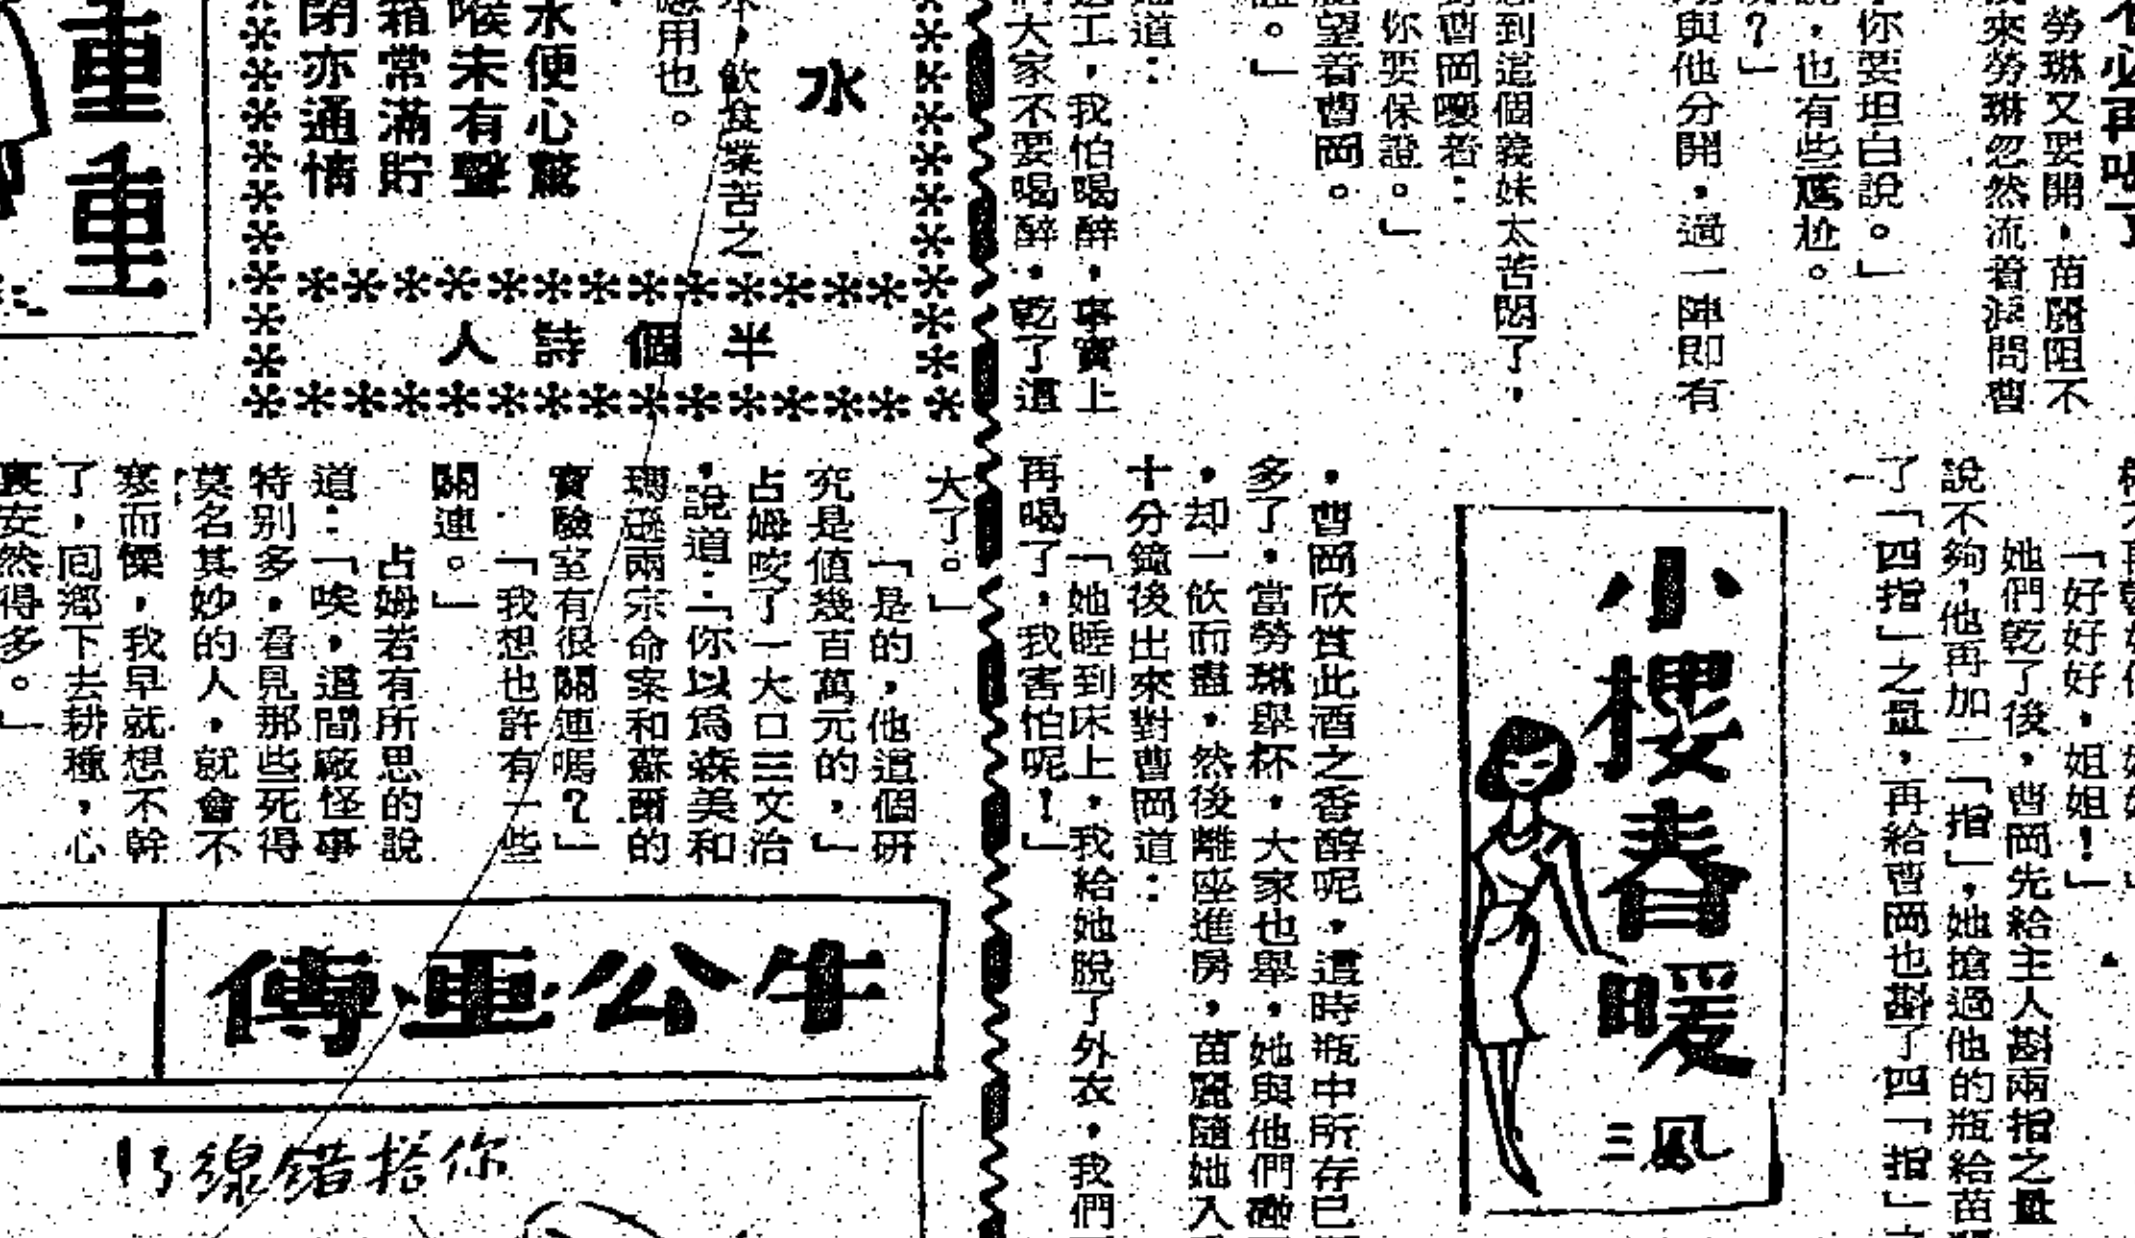 必再喝了
勞琳又要開，苗麗阻不
來勞琳忽然流着淚問曹
你要坦白說。」
，也有些尷尬。
？」
與他分開，過一陣即有
到這個義妹太苦悶了，
曹岡嚷着：
你要保證。」
望着曹岡。
。」
道：
工，我怕喝醉，事實上
大家不要喝醉，乾了這
「好好好，姐姐！」
她們乾了後，曹岡先給主人斟兩指之量
說不夠，他再加一「指」，她搶過他的瓶給苗
了「四指」之量，再給曹岡也斟了四「指」
小樓春暖
三風
，曹岡欣賞此酒之香醇呢，這時瓶中所存已
多了，當勞琳舉杯，大家也舉，她與他們碰
，却一飲而盡，然後離座進房，苗麗隨她入
十分鐘後出來對曹岡道：
「她睡到床上，我給她脫了外衣，我們
再喝了，我害怕呢！」
水
，飲食業苦之
應用也。
水便心驚
喉未有聲
箱常滿貯
閉亦通情
半個詩人
重重
大了。」
「是的，他這個研
究是值幾百萬元的，」
占姆咬了一大口三文治
，說道：「你以爲森美和
瑪遜兩宗命案和蘇爾的
實驗室有很關連嗎？」
「我想也許有一些
關連。」
占姆若有所思的說
道：「唉，這間廠怪事
特別多，看見那些死得
莫名其妙的人，就會不
寒而慄，我早就想不幹
了，囘鄉下去耕種，心
裏安然得多。」
牛公亞傳
你搭錯線